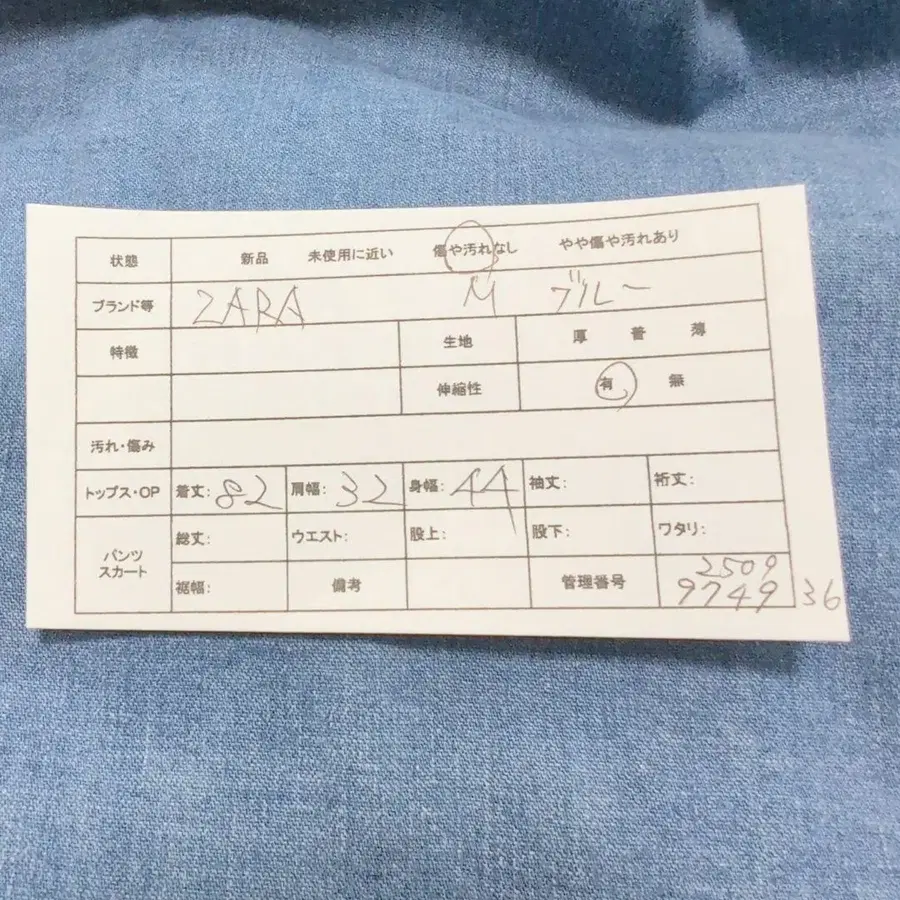 状態 新品 未使用に近い 傷や汚れなし やや傷や汚れあり
ブランド等 ZARA M ブルー
特徴 生地 厚 普 薄
伸縮性 有 無
汚れ・傷み
トップス・OP 着丈: 82 肩幅: 32 身幅: 44 袖丈: 裄丈:
パンツ スカート 総丈: ウエスト: 股上: 股下: ワタリ:
裾幅: 備考 管理番号 2509
9749 36